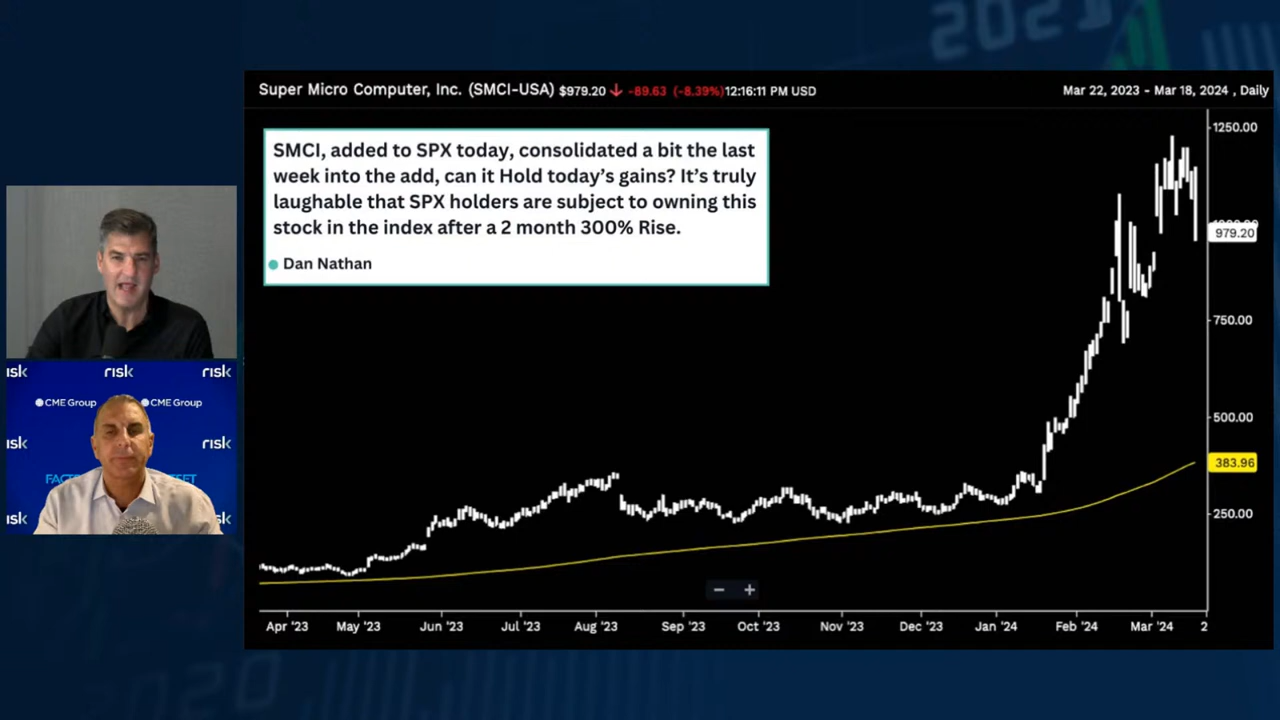 2021
Super Micro Computer, Inc. (SMCI-USA) $979.20 -89.63 (-8.39%) 12:16:11 PM USD
Mar 22, 2023 - Mar 18, 2024 , Daily
SMCI, added to SPX today, consolidated a bit the last
week into the add, can it Hold today's gains? It's truly
laughable that SPX holders are subject to owning this
stock in the index after a 2 month 300% Rise.
Dan Nathan
1250.00
979.20
750.00
500.00
383.96
250.00
− +
Apr '23 May '23 Jun '23 Jul '23 Aug '23 Sep '23 Oct '23 Nov '23 Dec '23 Jan '24 Feb '24 Mar '24 2
isk risk risk
CME Group CME Group
isk risk
isk